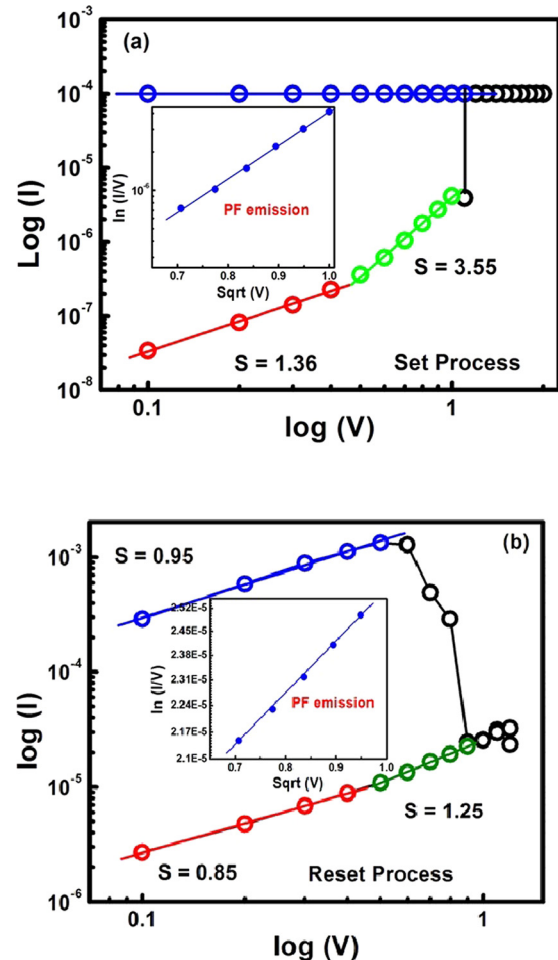 (a)
10^-3
10^-4
10^-5
10^-6
10^-7
10^-8
Log (I)
ln (I/V)
10^-6
PF emission
0.7 0.8 0.9 1.0
Sqrt (V)
S = 3.55
S = 1.36
Set Process
0.1 1
log (V)
(b)
10^-3
10^-4
10^-5
10^-6
log (I)
S = 0.95
ln (I/V)
2.52E-5
2.45E-5
2.31E-5
2.24E-5
2.17E-5
2.1E-5
PF emission
0.7 0.8 0.9 1.0
Sqrt (V)
S = 1.25
S = 0.85
Reset Process
0.1 1
log (V)